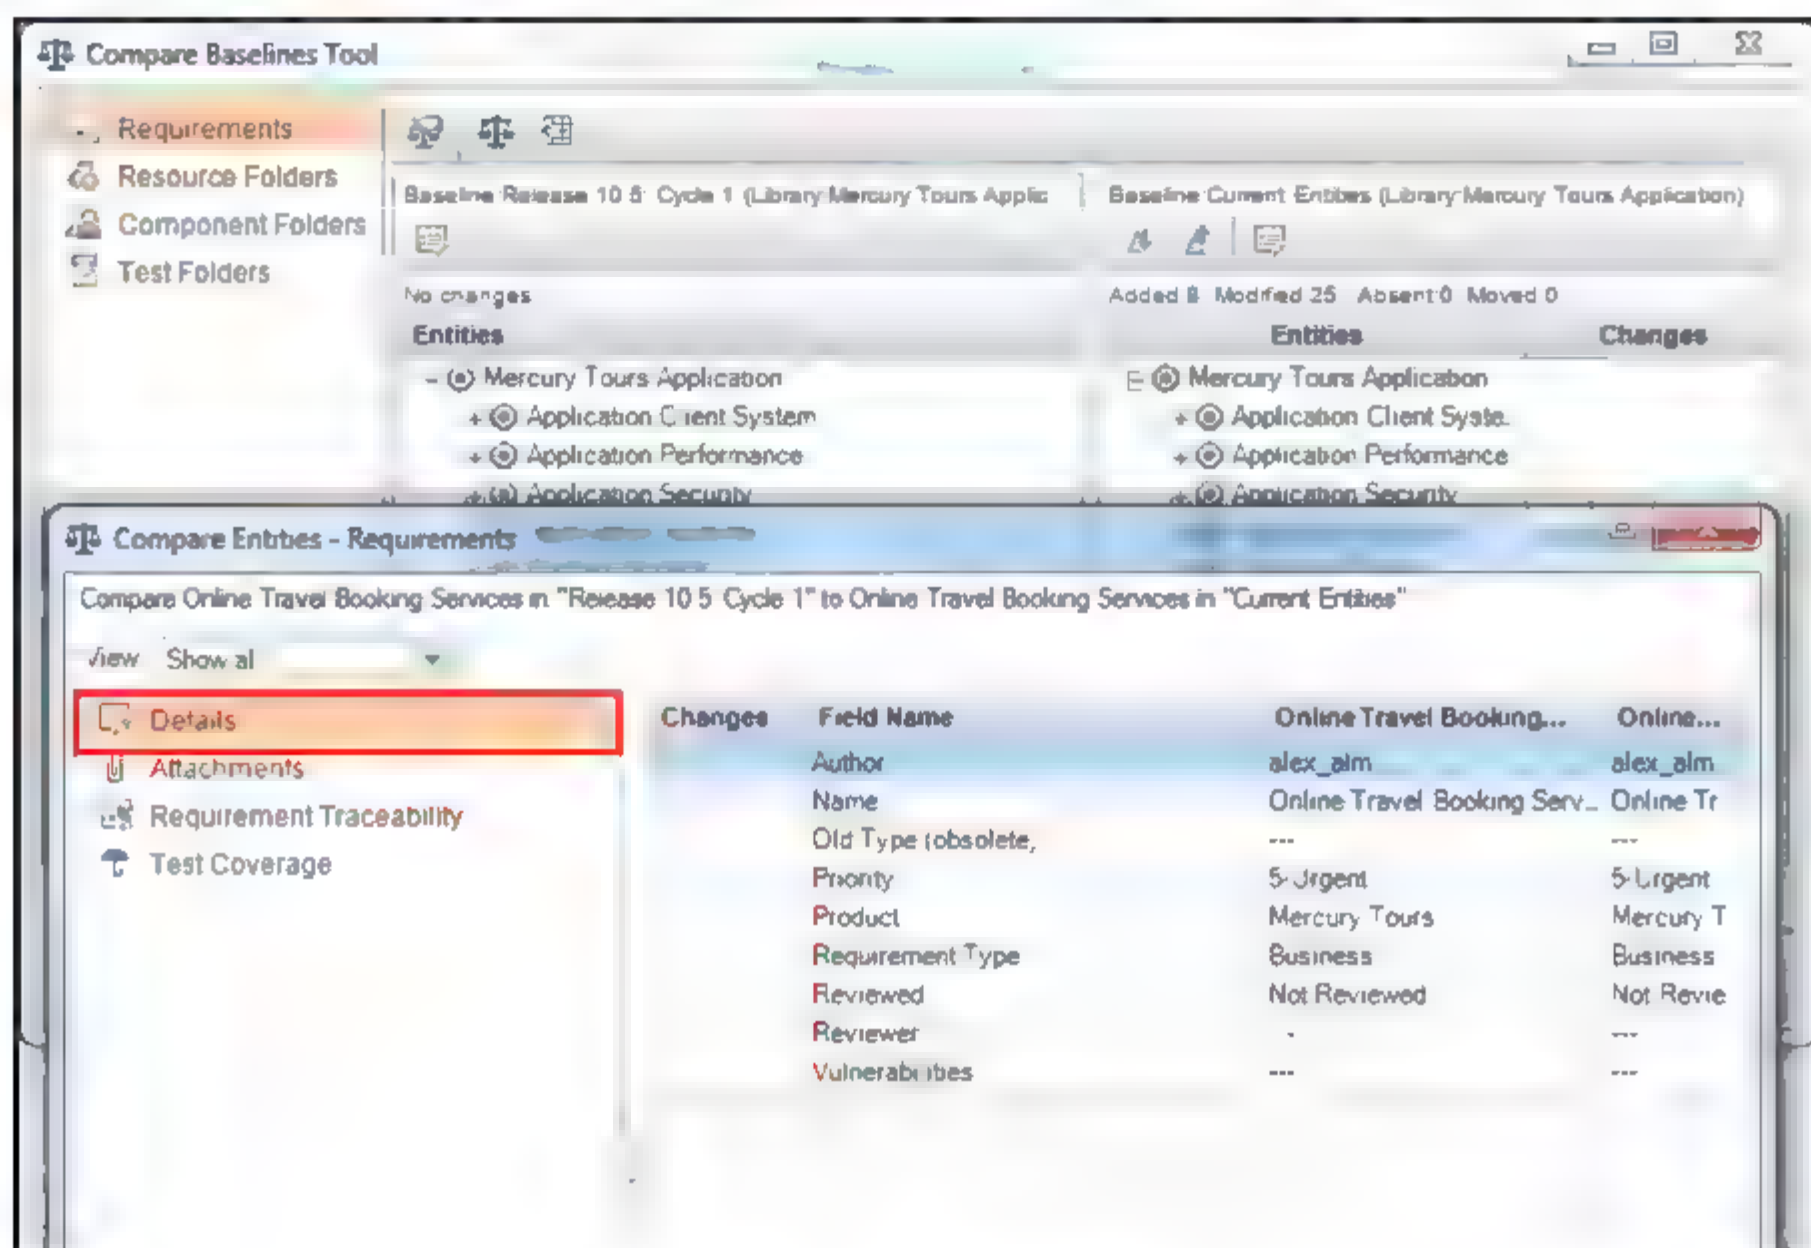 Compare Baselines Tool
Requirements
Resource Folders
Component Folders
Test Folders
Baseline: Release 10 5 Cycle 1 (Library: Mercury Tours Applic
No changes
Entities
Mercury Tours Application
Application Client System
Application Performance
Application Security
Baseline: Current Entities (Library: Mercury Tours Application)
Added 8 Modified 25 Absent:0 Moved 0
Entities Changes
Mercury Tours Application
Application Client Syste..
Application Performance
Application Security
Compare Entities - Requirements
Compare Online Travel Booking Services in "Release 10 5 Cycle 1" to Online Travel Booking Services in "Current Entities"
View Show al
Details
Attachments
Requirement Traceability
Test Coverage
Changes Field Name Online Travel Booking... Online...
Author alex_alm alex_alm
Name Online Travel Booking Serv... Online Tr
Old Type (obsolete) --- ---
Priority 5-Urgent 5-Urgent
Product Mercury Tours Mercury T
Requirement Type Business Business
Reviewed Not Reviewed Not Revie
Reviewer --- ---
Vulnerabilities --- ---